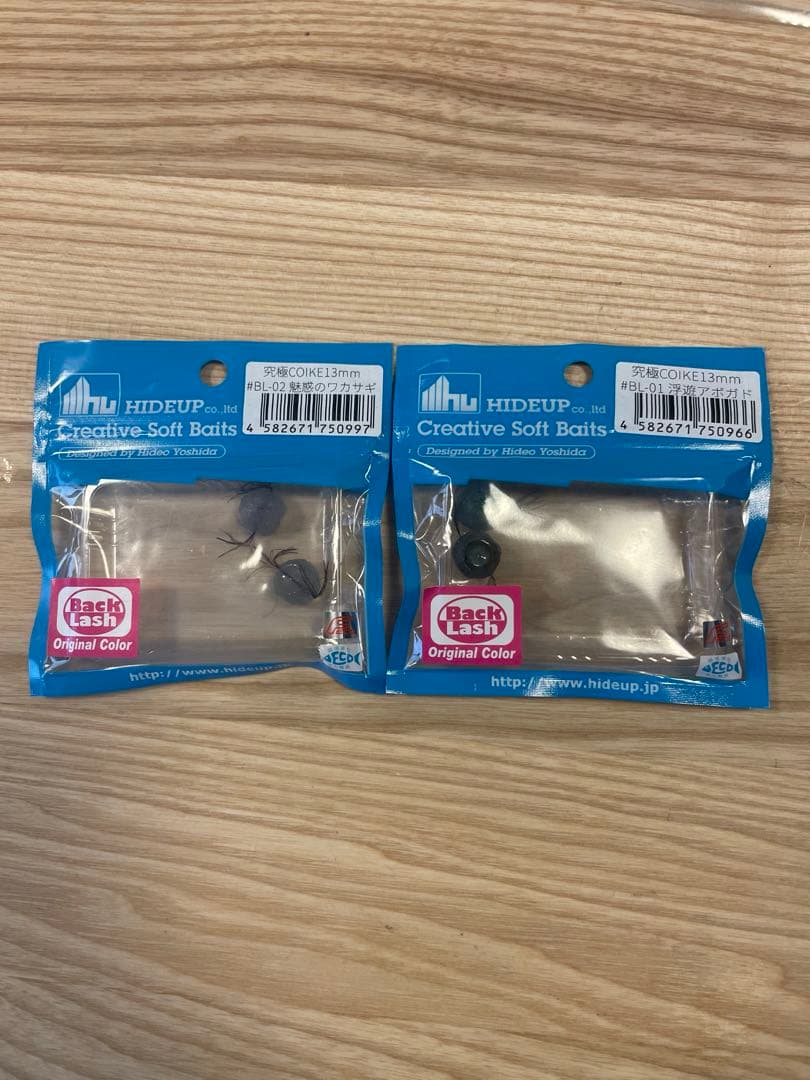 究極COIKE13mm
#BL-02 魅惑のワカサギ
4 582671 750997
HIDEUP co.,ltd
Creative Soft Baits
Designed by Hideo Yoshida
Back Lash
Original Color
ECO
http://www.hideup.jp
究極COIKE13mm
#BL-01 浮遊アボガド
4 582671 750966
HIDEUP co.,ltd
Creative Soft Baits
Designed by Hideo Yoshida
Back Lash
Original Color
ECO
http://www.hideup.jp